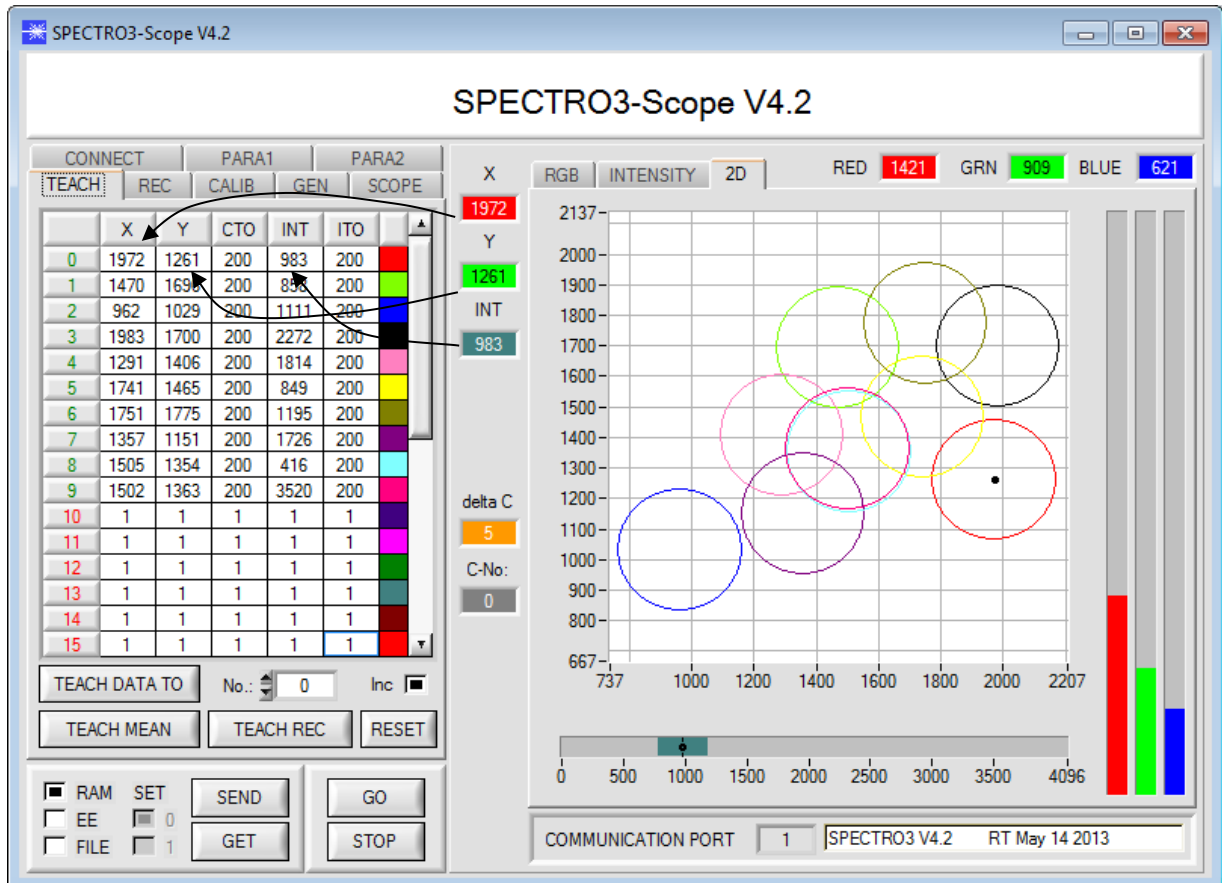 SPECTRO3-Scope V4.2
SPECTRO3-Scope V4.2
CONNECT PARA1 PARA2
TEACH REC CALIB GEN SCOPE
X Y CTO INT ITO
0 1972 1261 200 983 200
1 1470 200 200
2 962 1029 200 1111 200
3 1983 1700 200 2272 200
4 1291 1406 200 1814 200
5 1741 1465 200 849 200
6 1751 1775 200 1195 200
7 1357 1151 200 1726 200
8 1505 1354 200 416 200
9 1502 1363 200 3520 200
10 1 1 1 1 1
11 1 1 1 1 1
12 1 1 1 1 1
13 1 1 1 1 1
14 1 1 1 1 1
15 1 1 1 1 1
TEACH DATA TO No.: 0 Inc
TEACH MEAN TEACH REC RESET
RAM SET SEND GO
EE 0
FILE 1 GET STOP
X
1972
Y
1261
INT
983
delta C
5
C-No:
0
RGB INTENSITY 2D RED 1421 GRN 909 BLUE 621
2137
2000
1900
1800
1700
1600
1500
1400
1300
1200
1100
1000
900
800
667
737 1000 1200 1400 1600 1800 2000 2207
0 500 1000 1500 2000 2500 3000 3500 4096
COMMUNICATION PORT 1 SPECTRO3 V4.2 RT May 14 2013